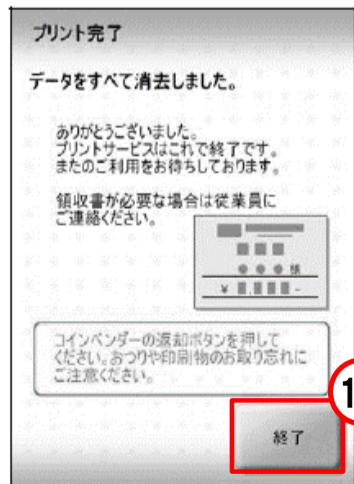 プリント完了
データをすべて消去しました。
ありがとうございました。
プリントサービスはこれで終了です。
またのご利用をお待ちしております。
領収書が必要な場合は従業員に
ご連絡ください。
様
¥
コインベンダーの返却ボタンを押して
ください。おつりや印刷物のお取り忘れに
ご注意ください。
1
終了